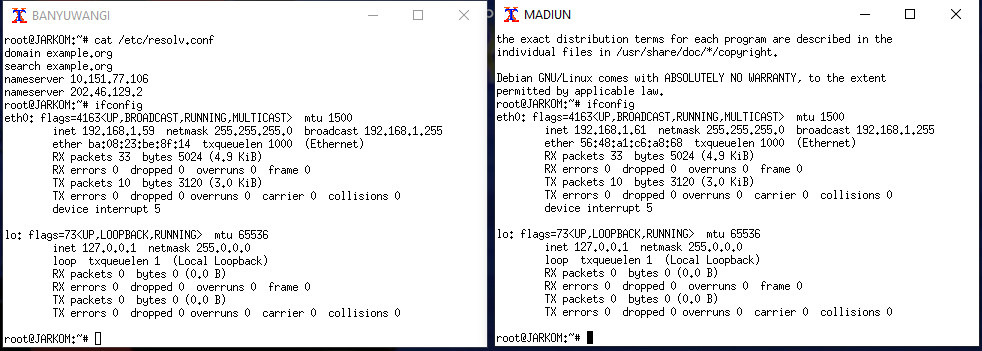 BANYUWANGI
root@JARKOM:~# cat /etc/resolv.conf
domain example.org
search example.org
nameserver 10.151.77.106
nameserver 202.46.129.2
root@JARKOM:~# ifconfig
eth0: flags=4163<UP,BROADCAST,RUNNING,MULTICAST>  mtu 1500
        inet 192.168.1.59  netmask 255.255.255.0  broadcast 192.168.1.255
        ether ba:08:23:be:8f:14  txqueuelen 1000  (Ethernet)
        RX packets 33  bytes 5024 (4.9 KiB)
        RX errors 0  dropped 0  overruns 0  frame 0
        TX packets 10  bytes 3120 (3.0 KiB)
        TX errors 0  dropped 0 overruns 0  carrier 0  collisions 0
        device interrupt 5
lo: flags=73<UP,LOOPBACK,RUNNING>  mtu 65536
        inet 127.0.0.1  netmask 255.0.0.0
        loop  txqueuelen 1  (Local Loopback)
        RX packets 0  bytes 0 (0.0 B)
        RX errors 0  dropped 0  overruns 0  frame 0
        TX packets 0  bytes 0 (0.0 B)
        TX errors 0  dropped 0 overruns 0  carrier 0  collisions 0
root@JARKOM:~#
MADIUN
the exact distribution terms for each program are described in the
individual files in /usr/share/doc/*/copyright.
Debian GNU/Linux comes with ABSOLUTELY NO WARRANTY, to the extent
permitted by applicable law.
root@JARKOM:~# ifconfig
eth0: flags=4163<UP,BROADCAST,RUNNING,MULTICAST>  mtu 1500
        inet 192.168.1.61  netmask 255.255.255.0  broadcast 192.168.1.255
        ether 56:48:a1:c6:a8:68  txqueuelen 1000  (Ethernet)
        RX packets 33  bytes 5024 (4.9 KiB)
        RX errors 0  dropped 0  overruns 0  frame 0
        TX packets 10  bytes 3120 (3.0 KiB)
        TX errors 0  dropped 0 overruns 0  carrier 0  collisions 0
        device interrupt 5
lo: flags=73<UP,LOOPBACK,RUNNING>  mtu 65536
        inet 127.0.0.1  netmask 255.0.0.0
        loop  txqueuelen 1  (Local Loopback)
        RX packets 0  bytes 0 (0.0 B)
        RX errors 0  dropped 0  overruns 0  frame 0
        TX packets 0  bytes 0 (0.0 B)
        TX errors 0  dropped 0 overruns 0  carrier 0  collisions 0
root@JARKOM:~#